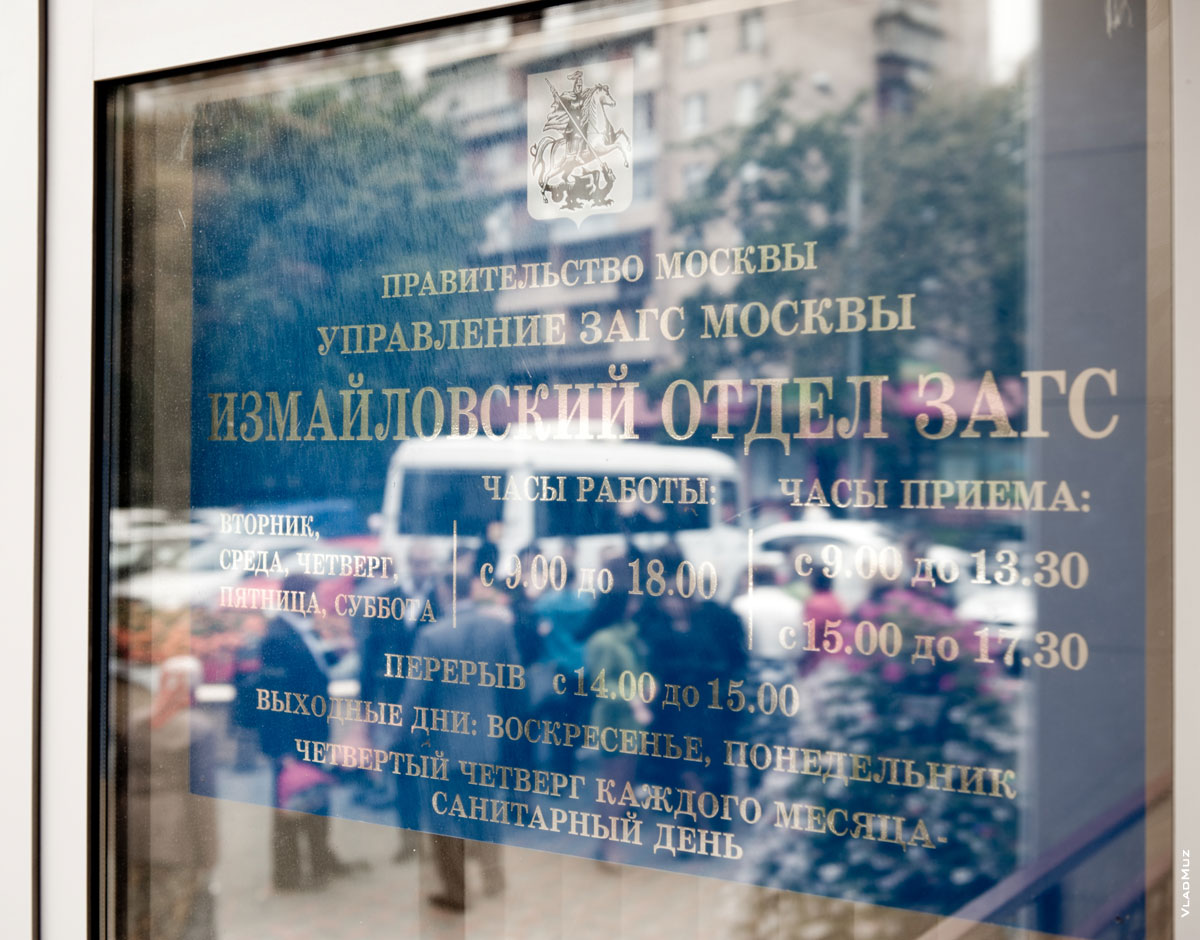 ПРАВИТЕЛЬСТВО МОСКВЫ
УПРАВЛЕНИЕ ЗАГС МОСКВЫ
ИЗМАЙЛОВСКИЙ ОТДЕЛ ЗАГС
ЧАСЫ РАБОТЫ:
ВТОРНИК,
СРЕДА, ЧЕТВЕРГ,
ПЯТНИЦА, СУББОТА
с 9.00 до 18.00
ЧАСЫ ПРИЕМА:
с 9.00 до 13.30
с 15.00 до 17.30
ПЕРЕРЫВ с 14.00 до 15.00
ВЫХОДНЫЕ ДНИ: ВОСКРЕСЕНЬЕ, ПОНЕДЕЛЬНИК
ЧЕТВЕРТЫЙ ЧЕТВЕРГ КАЖДОГО МЕСЯЦА-
САНИТАРНЫЙ ДЕНЬ
VladMuz